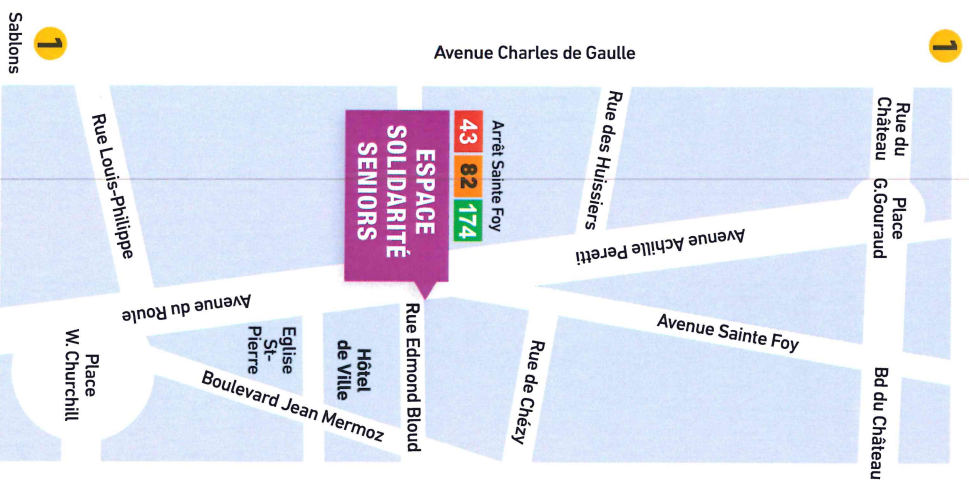 1
Sablons
Avenue Charles de Gaulle
1
Rue Louis-Philippe
Arrêt Sainte Foy
43 82 174
ESPACE
SOLIDARITÉ
SENIORS
Rue des Huissiers
Rue du
Château
Place
G.Gouraud
Avenue Achille Peretti
Avenue du Roule
Avenue Sainte Foy
Place
W. Churchill
Eglise
St-
Pierre
Hôtel
de Ville
Rue Edmond Bloud
Boulevard Jean Mermoz
Rue de Chézy
Bd du Château